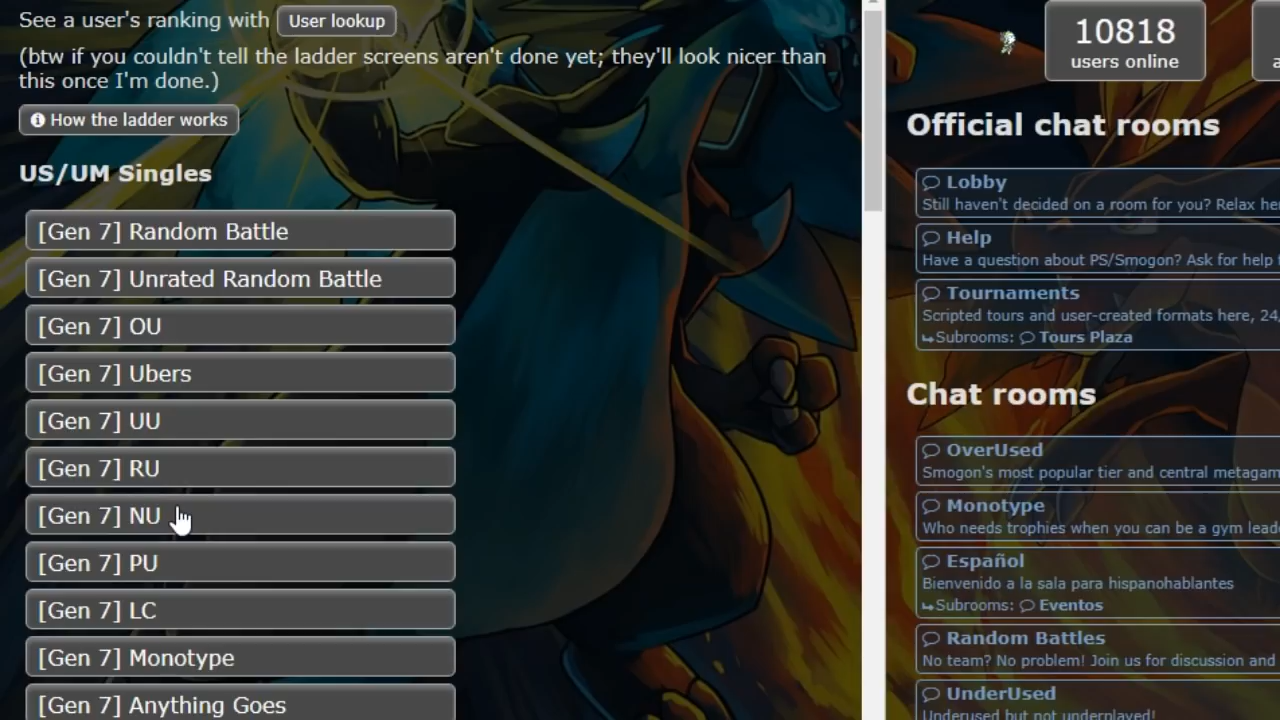 See a user's ranking with User lookup
(btw if you couldn't tell the ladder screens aren't done yet; they'll look nicer than
this once I'm done.)
How the ladder works
US/UM Singles
[Gen 7] Random Battle
[Gen 7] Unrated Random Battle
[Gen 7] OU
[Gen 7] Ubers
[Gen 7] UU
[Gen 7] RU
[Gen 7] NU
[Gen 7] PU
[Gen 7] LC
[Gen 7] Monotype
[Gen 7] Anything Goes
10818
users online
Official chat rooms
Lobby
Still haven't decided on a room for you? Relax
Help
Have a question about PS/Smogon? Ask for help
Tournaments
Scripted tours and user-created formats here,
Subrooms: Tours Plaza
Chat rooms
OverUsed
Smogon's most popular tier and central
Monotype
Who needs trophies when you can be a gym
Español
Bienvenido a la sala para hispanohablantes
Subrooms: Eventos
Random Battles
No team? No problem! Join us for discussion and
UnderUsed
Underused but not underplayed!